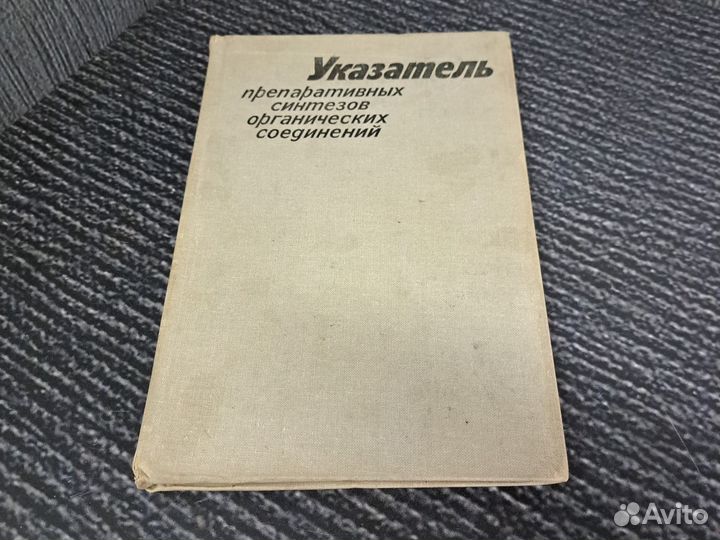 Указатель
препаративных
синтезов
органических
соединений
Avito